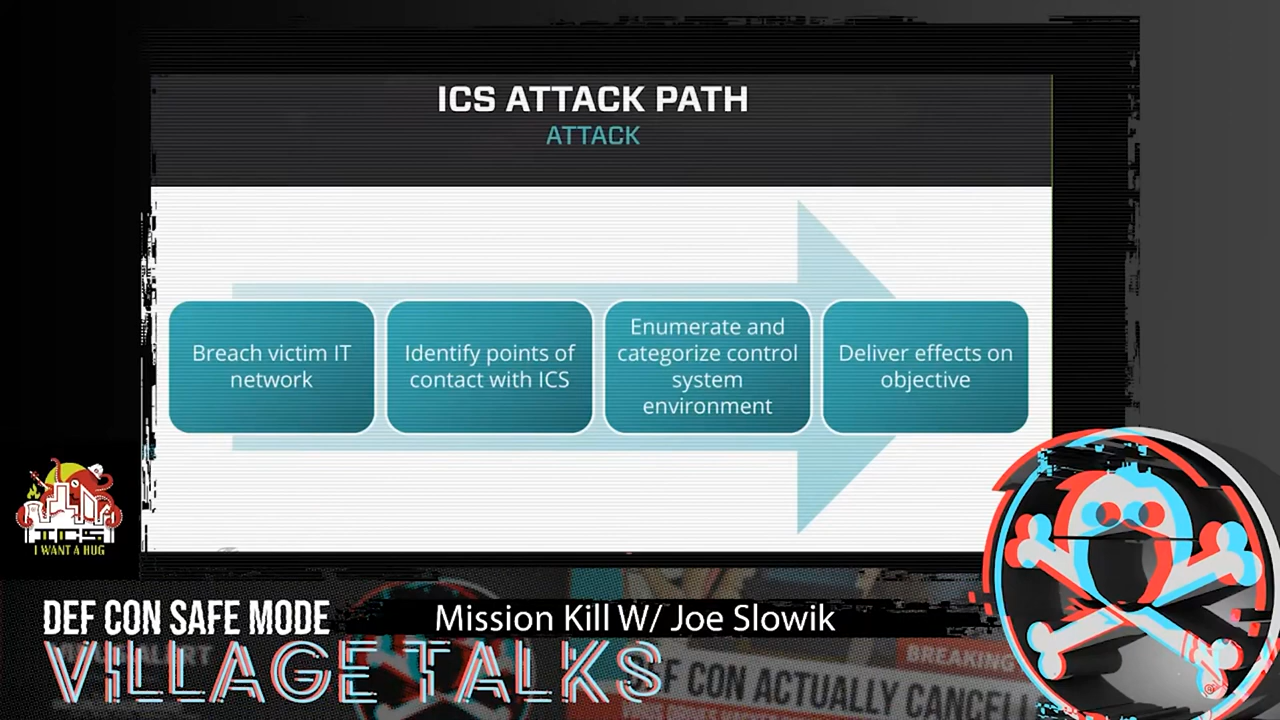 ICS ATTACK PATH
ATTACK
Breach victim IT
network
Identify points of
contact with ICS
Enumerate and
categorize control
system
environment
Deliver effects on
objective
ICS
I WANT A HUG
DEF CON SAFE MODE
Mission Kill W/ Joe Slowik
VILLAGE TALKS
BREAKING
DEF CON ACTUALLY